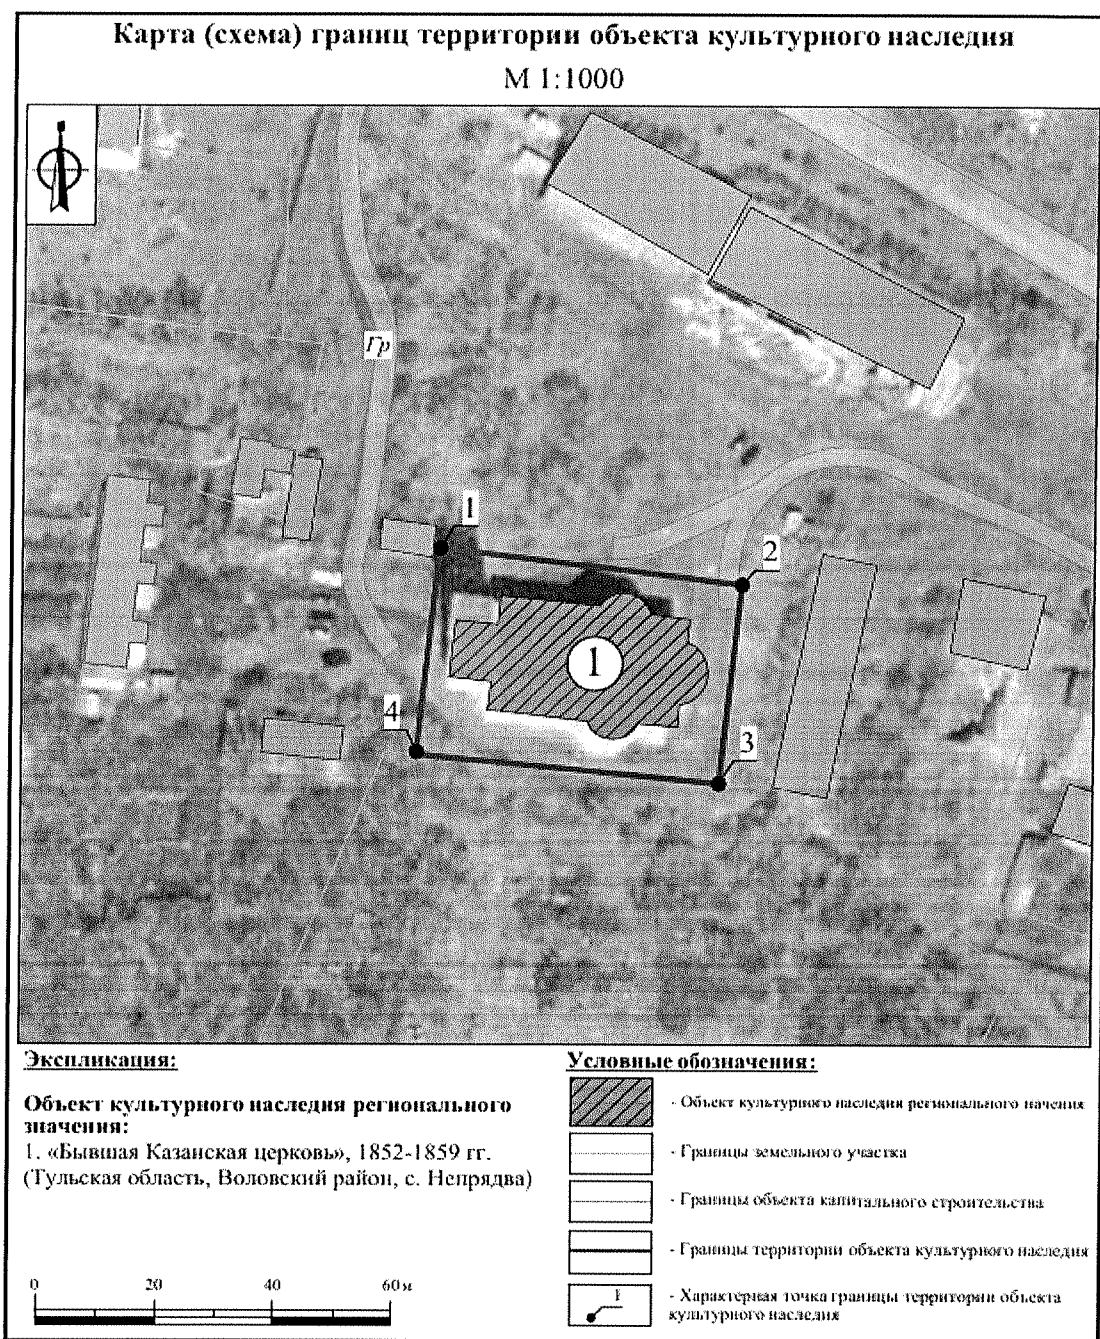 Карта (схема) границ территории объекта культурного наследия
М 1:1000
Гр
1
2
1
4
3
Экспликация:
Объект культурного наследия регионального
значения:
1. «Бывшая Казанская церковь», 1852-1859 гг.
(Тульская область, Воловский район, с. Непрядва)
0 20 40 60 м
Условные обозначения:
- Объект культурного наследия регионального начения
- Границы земельного участка
- Границы объекта капитального строительства
- Границы территории объекта культурного наследия
1
- Характерная точка границы территории объекта
культурного наследия